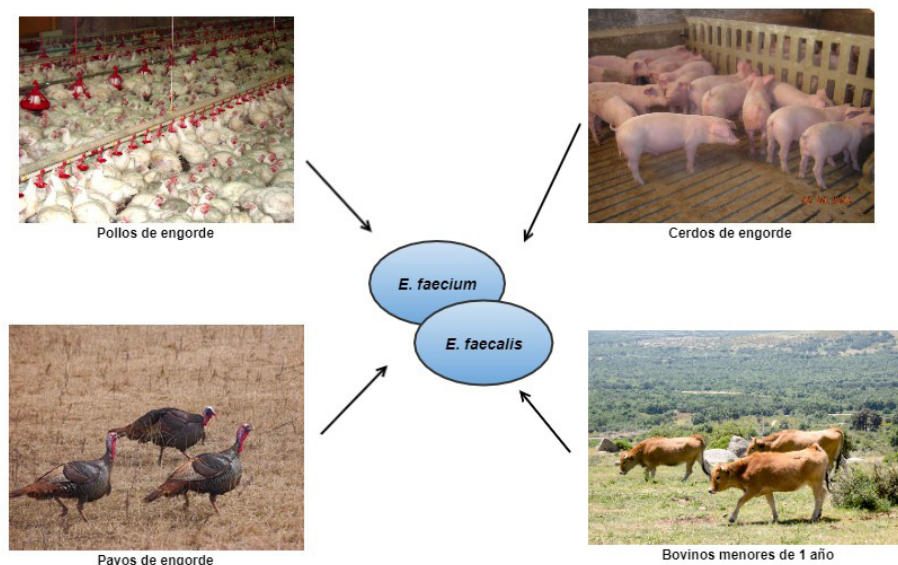 Pollos de engorde
Cerdos de engorde
E. faecium
E. faecalis
Pavos de engorde
Bovinos menores de 1 año